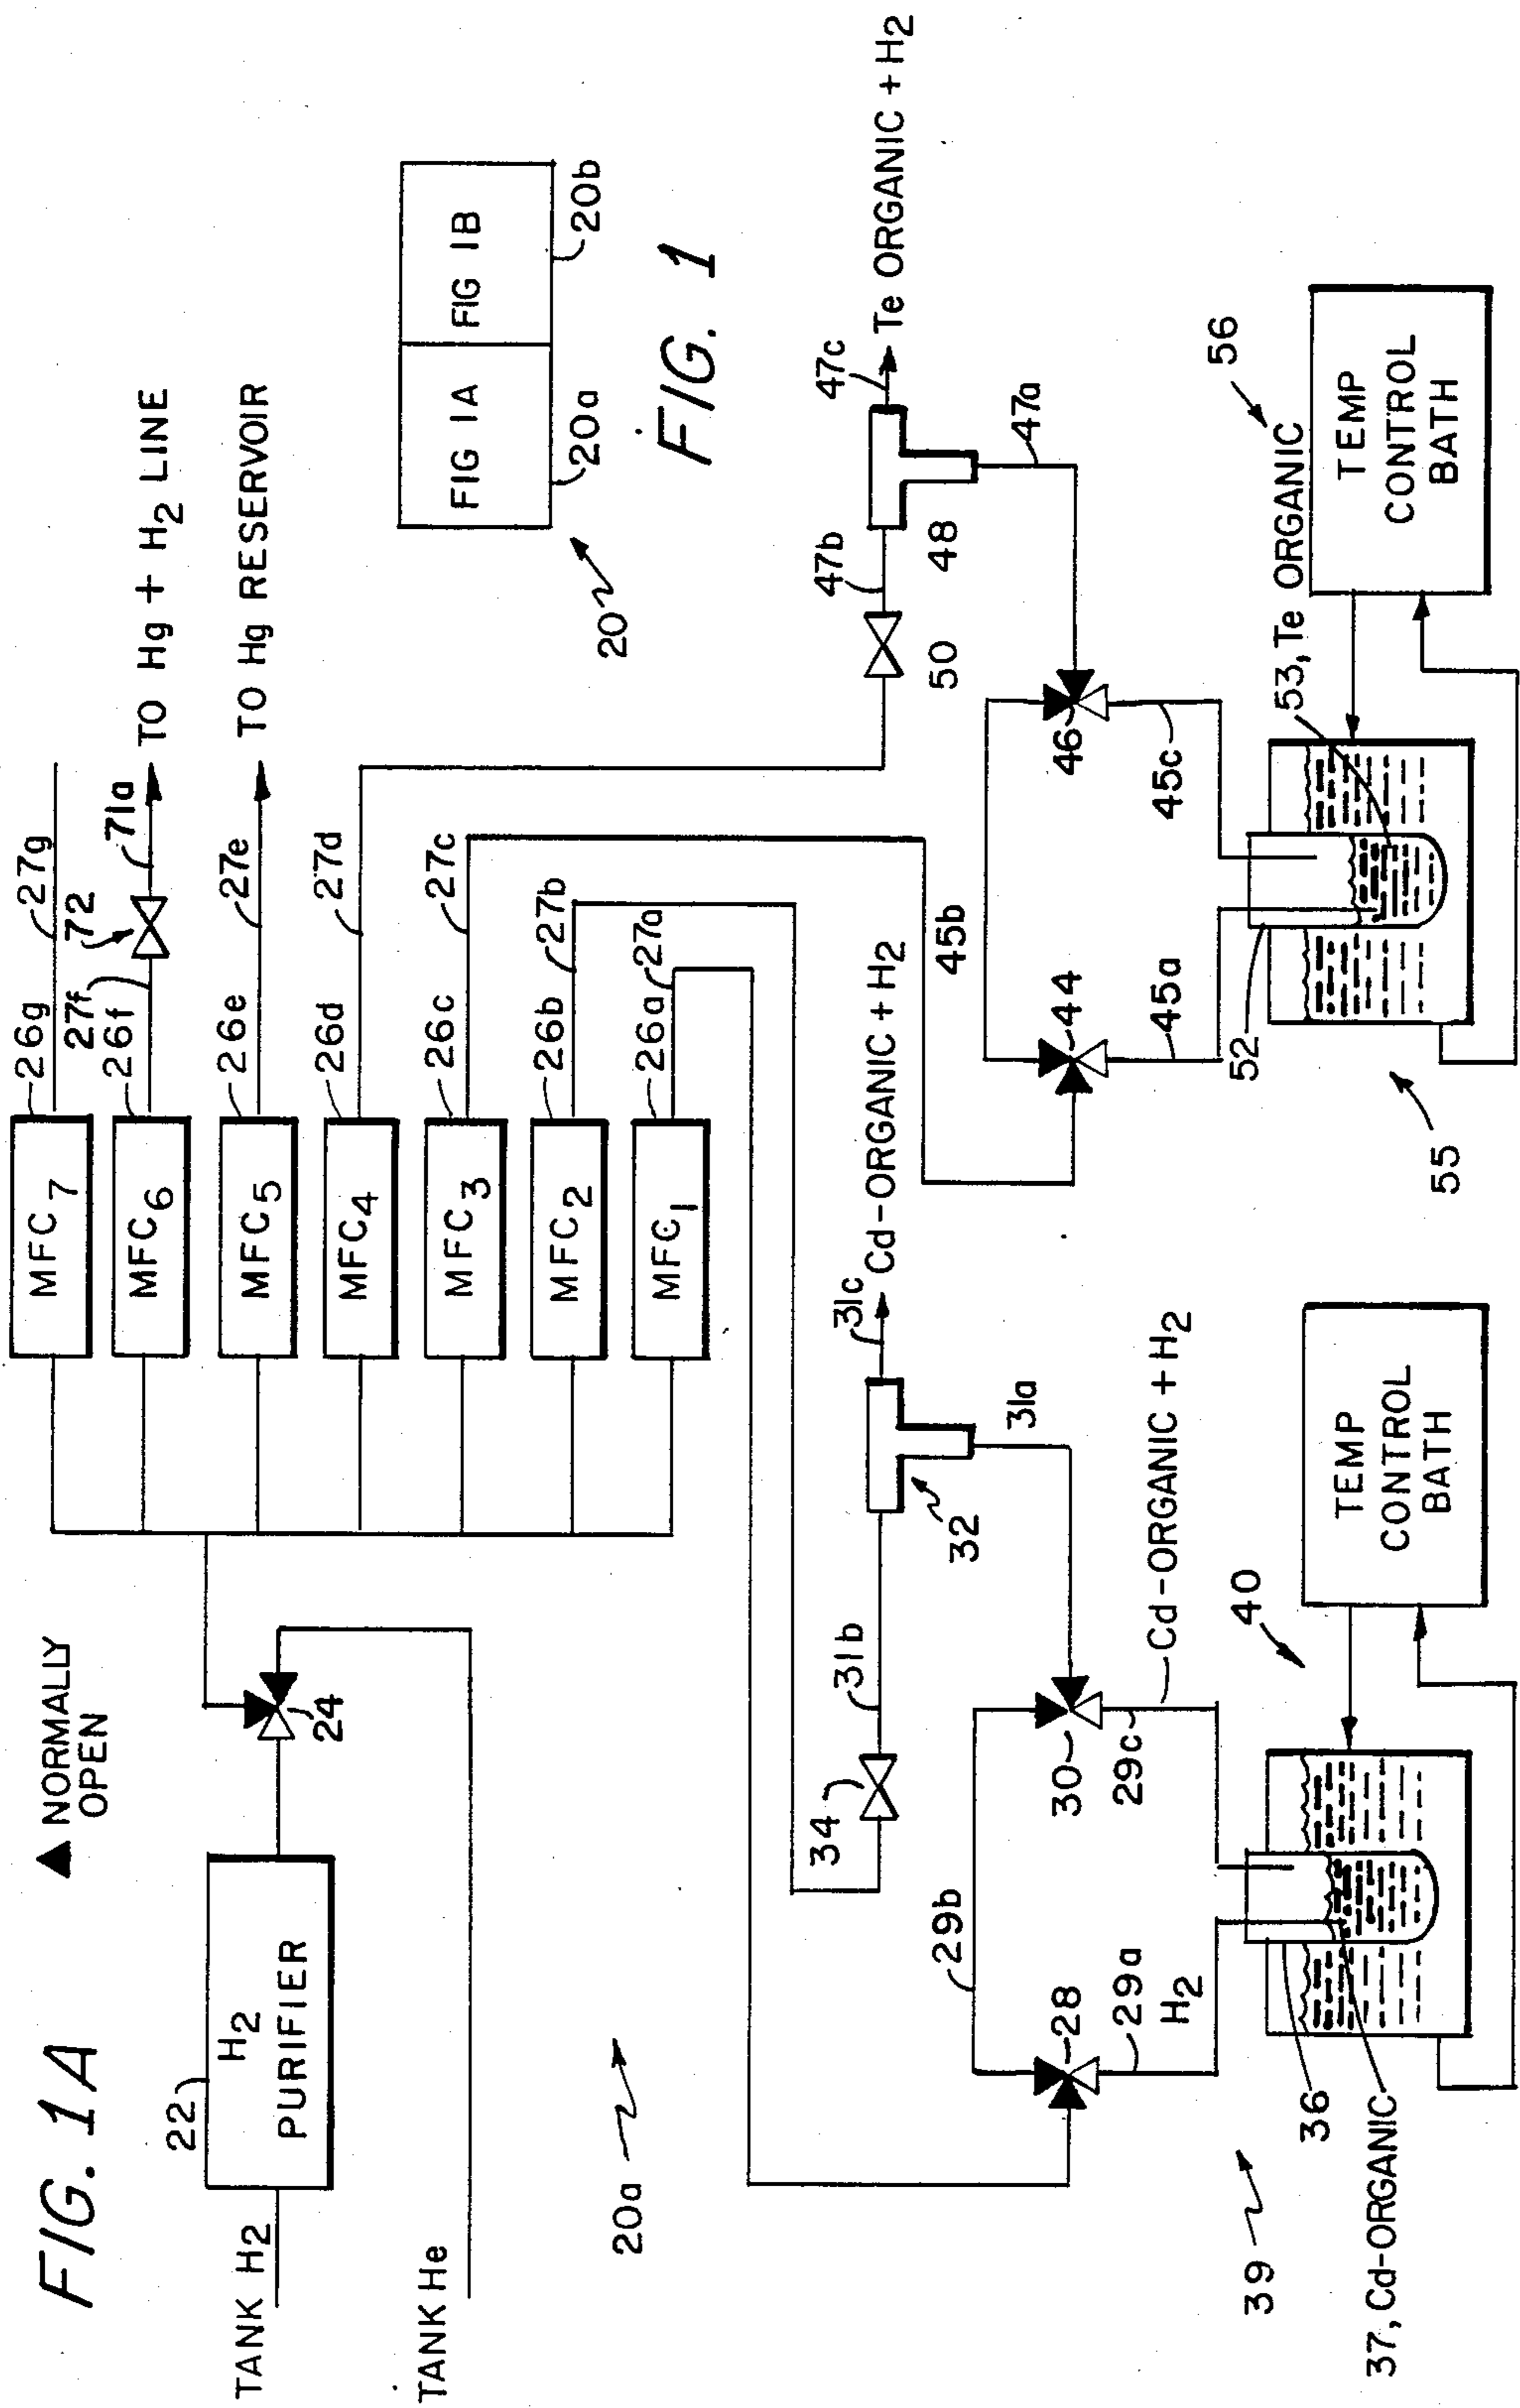 FIG. 1A
▲ NORMALLY
OPEN
TANK H2
22
H2
PURIFIER
24
TANK He
20a
MFC7
26g
27g
MFC6
26f
27f
72
71a
TO Hg + H2 LINE
MFC5
26e
27e
TO Hg RESERVOIR
MFC4
26d
27d
MFC3
26c
27c
MFC2
26b
27b
MFC1
26a
27a
FIG 1A
FIG 1B
20a
20b
20
FIG. 1
34
31b
32
31c
Cd-ORGANIC + H2
31a
29b
28
30
29a
H2
29c
Cd-ORGANIC + H2
39
36
37, Cd-ORGANIC
40
TEMP
CONTROL
BATH
50
47b
48
47c
Te ORGANIC + H2
47a
45b
44
46
45a
45c
55
52
53, Te ORGANIC
56
TEMP
CONTROL
BATH